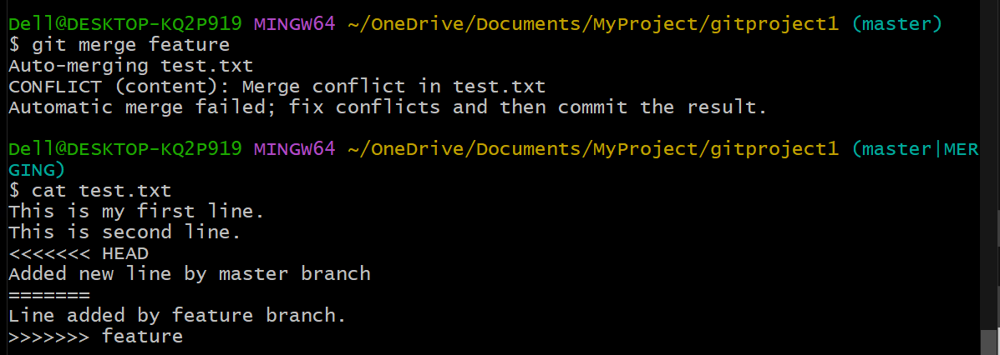 Dell@DESKTOP-KQ2P919 MINGW64 ~/OneDrive/Documents/MyProject/gitproject1 (master)
$ git merge feature
Auto-merging test.txt
CONFLICT (content): Merge conflict in test.txt
Automatic merge failed; fix conflicts and then commit the result.
Dell@DESKTOP-KQ2P919 MINGW64 ~/OneDrive/Documents/MyProject/gitproject1 (master|MER
GING)
$ cat test.txt
This is my first line.
This is second line.
<<<<<<< HEAD
Added new line by master branch
=======
Line added by feature branch.
>>>>>>> feature